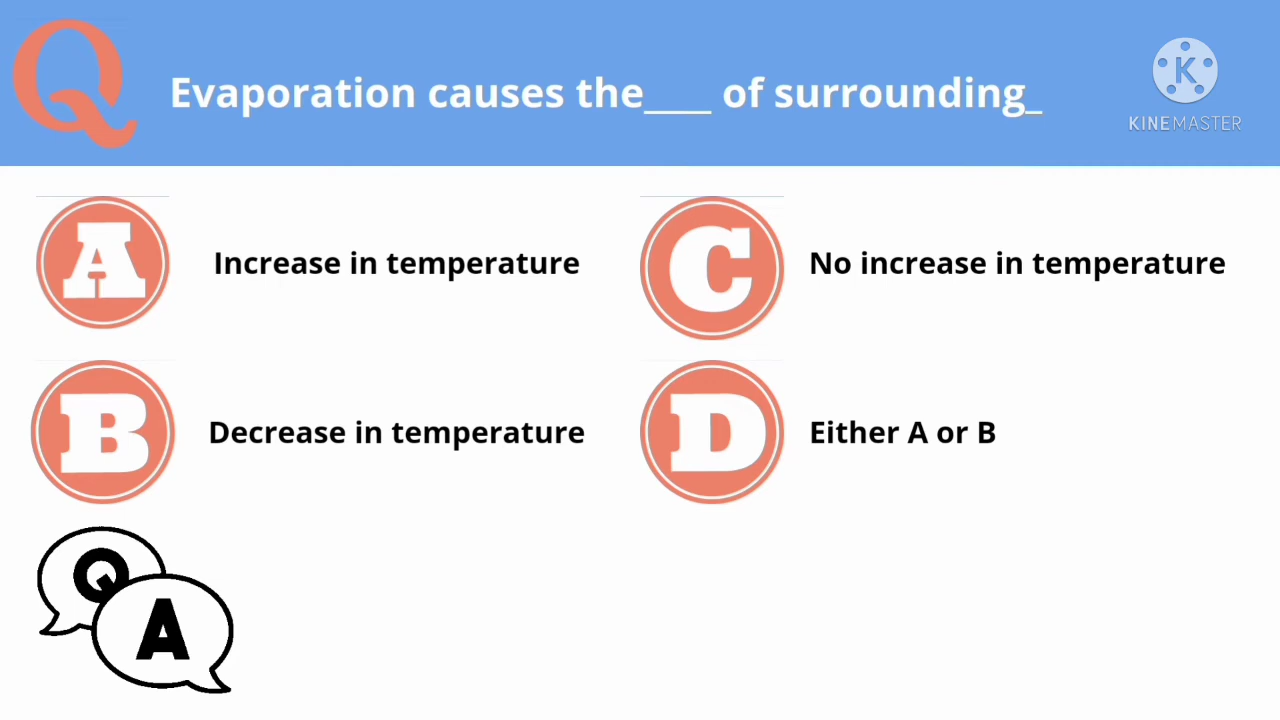 Q
Evaporation causes the____ of surrounding_
KINEMASTER
A Increase in temperature
C No increase in temperature
B Decrease in temperature
D Either A or B
Q
A